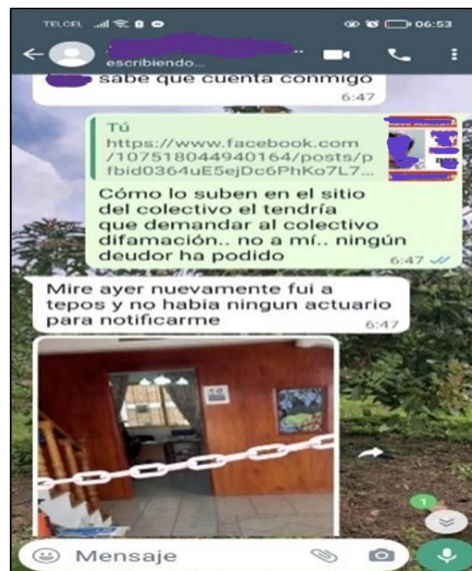 TELCEL
06:53
escribiendo...
sabe que cuenta conmigo
6:47
Tú
https://www.facebook.com
/107518044940164/posts/p
fbid0364uE5ejDc6PhKo7L7...
Cómo lo suben en el sitio
del colectivo el tendría
que demandar al colectivo
difamación.. no a mí.. ningún
deudor ha podido
6:47
Mire ayer nuevamente fui a
tepos y no habia ningun actuario
para notificarme
6:47
1
Mensaje